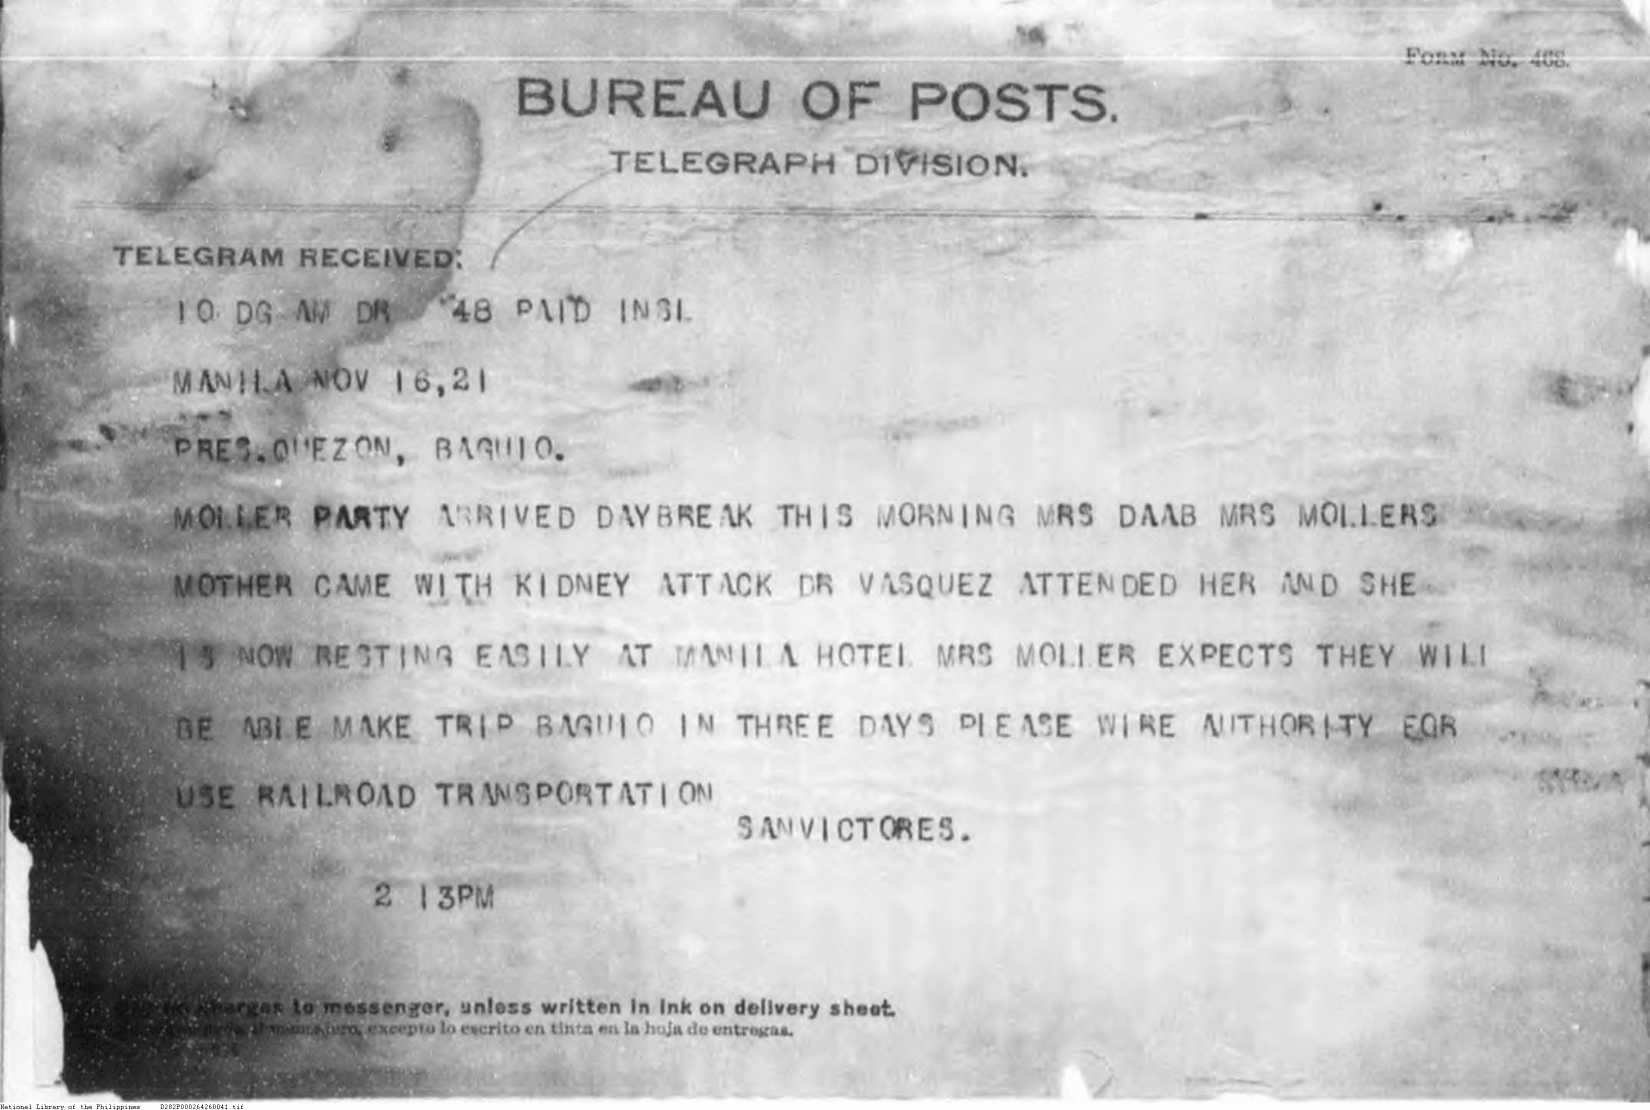 Form No. 468.
BUREAU OF POSTS.
TELEGRAPH DIVISION.
TELEGRAM RECEIVED:
10 DG AM DR 48 PAID INSL
MANILA NOV 16,21
PRES.QUEZON, BAGUIO.
MOLLER PARTY ARRIVED DAYBREAK THIS MORNING MRS DAAB MRS MOLLERS
MOTHER CAME WITH KIDNEY ATTACK DR VASQUEZ ATTENDED HER AND SHE
IS NOW RESTING EASILY AT MANILA HOTEL MRS MOLLER EXPECTS THEY WILL
BE ABLE MAKE TRIP BAGUIO IN THREE DAYS PLEASE WIRE AUTHORITY FOR
USE RAILROAD TRANSPORTATION
SANVICTORES.
2 13PM
charges to messenger, unless written in ink on delivery sheet.
excepto lo escrito en tinta en la hoja de entregas.
National Library of the Philippines D282P000264260041.tif